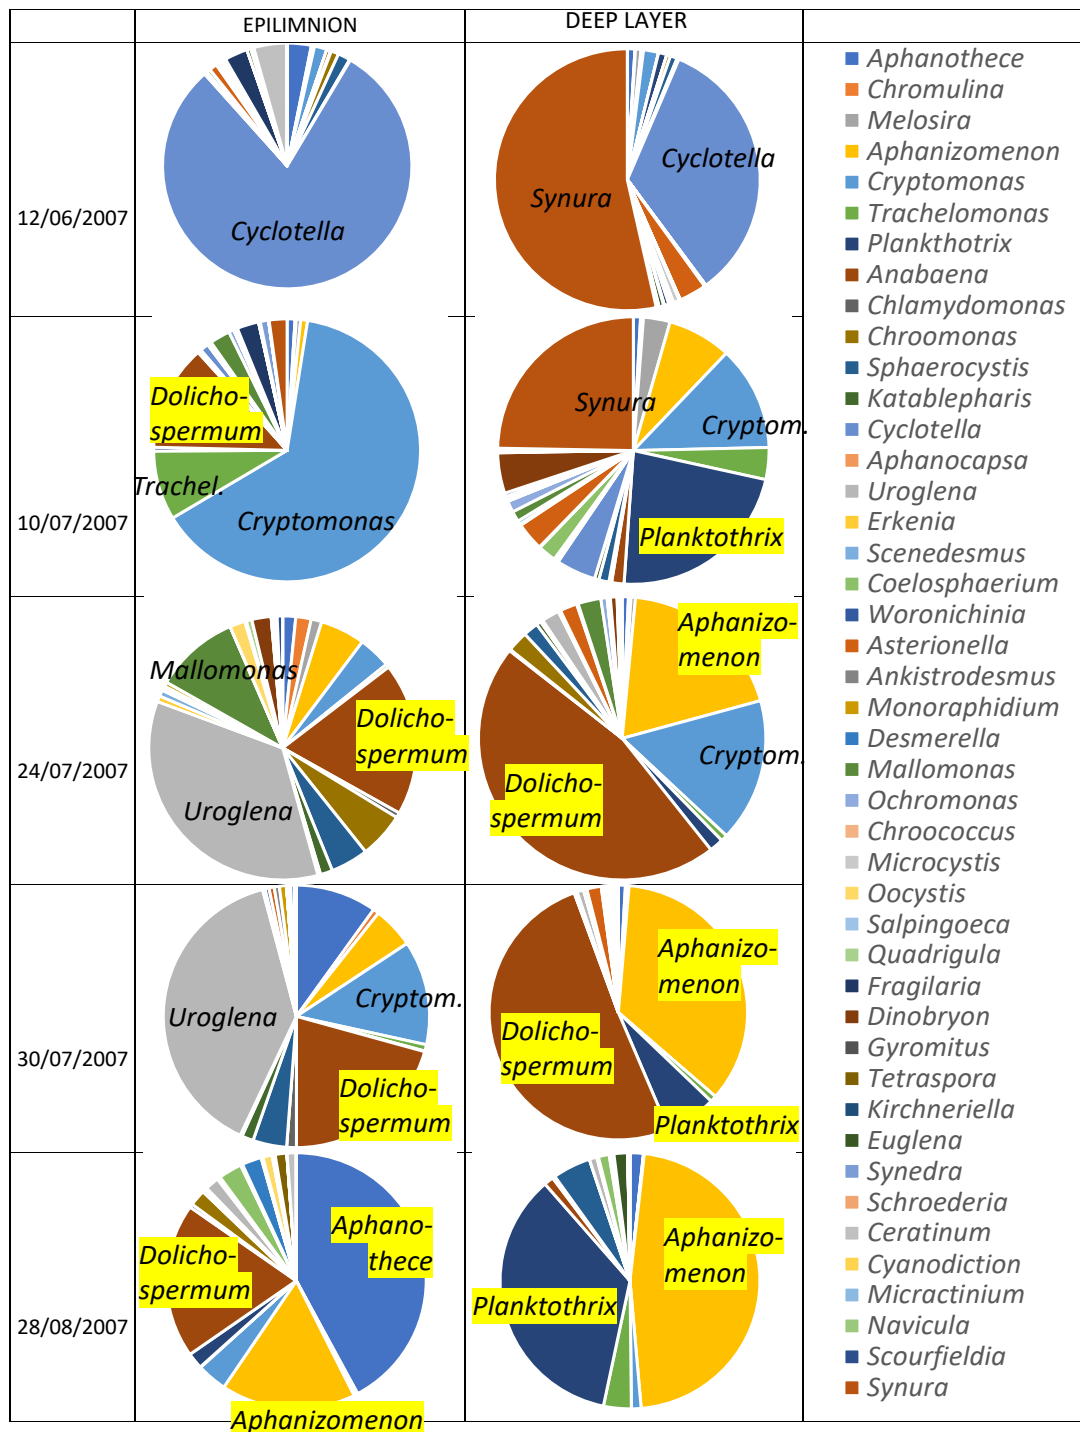 EPILIMNION
DEEP LAYER
12/06/2007
Cyclotella
Synura
Cyclotella
10/07/2007
Dolicho-
spermum
Trachel.
Cryptomonas
Synura
Cryptom.
Planktothrix
24/07/2007
Mallomonas
Dolicho-
spermum
Uroglena
Aphanizo-
menon
Cryptom.
Dolicho-
spermum
30/07/2007
Uroglena
Cryptom.
Dolicho-
spermum
Aphanizo-
menon
Dolicho-
spermum
Planktothrix
28/08/2007
Aphano-
thece
Dolicho-
spermum
Aphanizomenon
Aphanizo-
menon
Planktothrix
Aphanothece
Chromulina
Melosira
Aphanizomenon
Cryptomonas
Trachelomonas
Plankthotrix
Anabaena
Chlamydomonas
Chroomonas
Sphaerocystis
Katablepharis
Cyclotella
Aphanocapsa
Uroglena
Erkenia
Scenedesmus
Coelosphaerium
Woronichinia
Asterionella
Ankistrodesmus
Monoraphidium
Desmerella
Mallomonas
Ochromonas
Chroococcus
Microcystis
Oocystis
Salpingoeca
Quadrigula
Fragilaria
Dinobryon
Gyromitus
Tetraspora
Kirchneriella
Euglena
Synedra
Schroederia
Ceratinum
Cyanodiction
Micractinium
Navicula
Scourfieldia
Synura